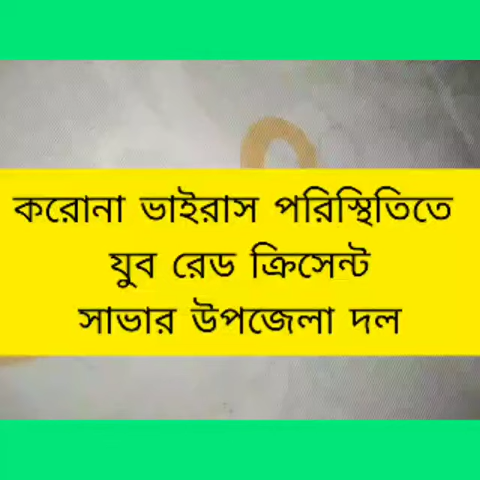 করোনা ভাইরাস পরিস্থিতিতে
যুব রেড ক্রিসেন্ট
সাভার উপজেলা দল